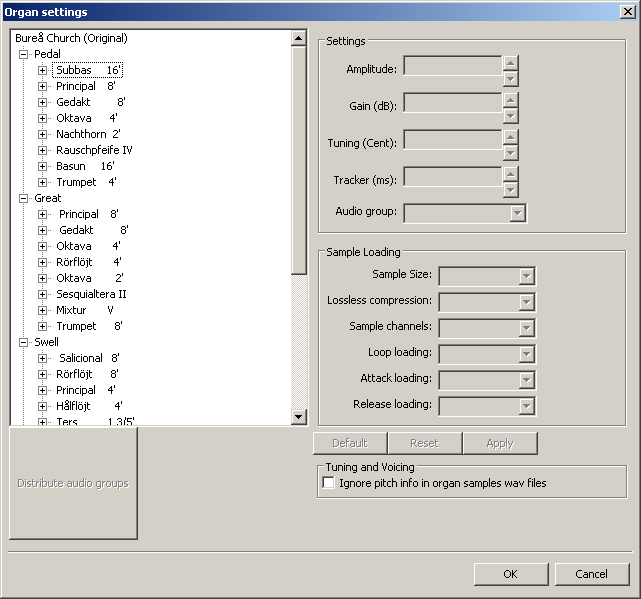 Organ settings
Bureå Church (Original)
Pedal
Subbas 16'
Principal 8'
Gedakt 8'
Oktava 4'
Nachthorn 2'
Rauschpfeife IV
Basun 16'
Trumpet 4'
Great
Principal 8'
Gedakt 8'
Oktava 4'
Rörflöjt 4'
Oktava 2'
Sesquialtera II
Mixtur V
Trumpet 8'
Swell
Salicional 8'
Rörflöjt 8'
Principal 4'
Hålflöjt 4'
Ters 1 3/5'
Distribute audio groups
Settings
Amplitude:
Gain (dB):
Tuning (Cent):
Tracker (ms):
Audio group:
Sample Loading
Sample Size:
Lossless compression:
Sample channels:
Loop loading:
Attack loading:
Release loading:
Default Reset Apply
Tuning and Voicing
Ignore pitch info in organ samples wav files
OK Cancel